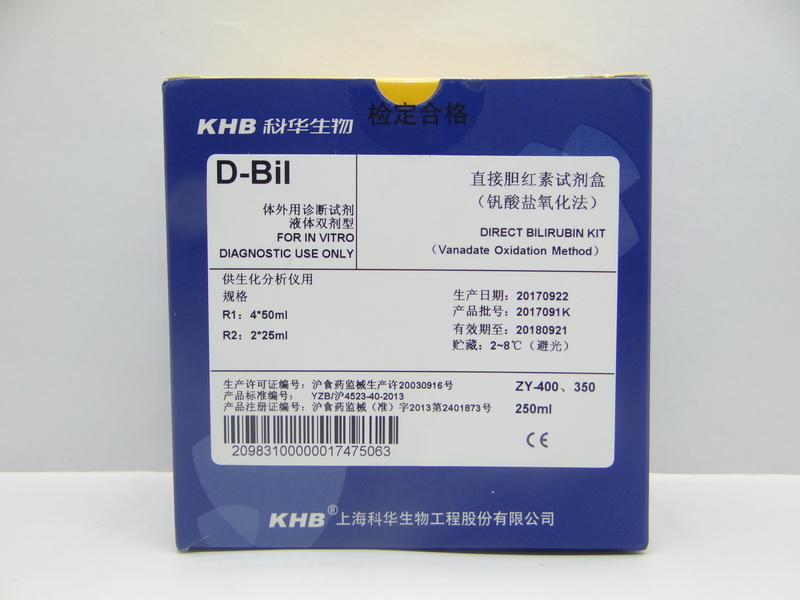 检定合格
KHB 科华生物
D-Bil
体外用诊断试剂
液体双剂型
FOR IN VITRO
DIAGNOSTIC USE ONLY
直接胆红素试剂盒
（钒酸盐氧化法）
DIRECT BILIRUBIN KIT
（Vanadate Oxidation Method）
供生化分析仪用
规格
R1：4*50ml
R2：2*25ml
生产日期：20170922
产品批号：2017091K
有效期至：20180921
贮藏：2~8℃（避光）
生产许可证编号：沪食药监械生产许20030916号
产品标准编号： YZB/沪4523-40-2013
产品注册证编号：沪食药监械（准）字2013第2401873号
ZY-400、350
250ml
CE
20983100000017475063
KHB®上海科华生物工程股份有限公司